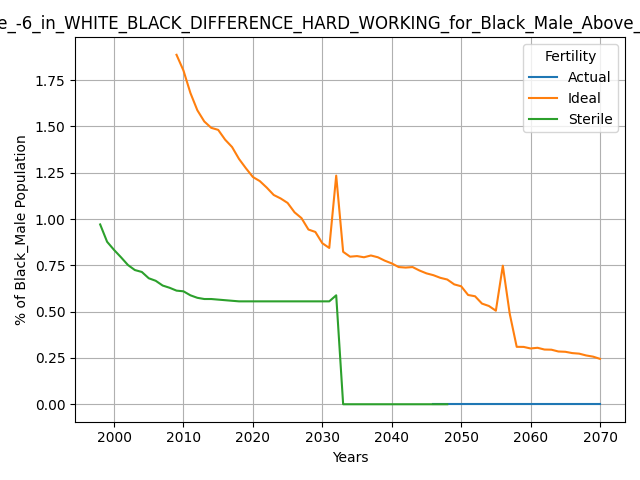 e_-6_in_WHITE_BLACK_DIFFERENCE_HARD_WORKING_for_Black_Male_Above_
Fertility
Actual
Ideal
Sterile
% of Black_Male Population
1.75
1.50
1.25
1.00
0.75
0.50
0.25
0.00
2000 2010 2020 2030 2040 2050 2060 2070
Years